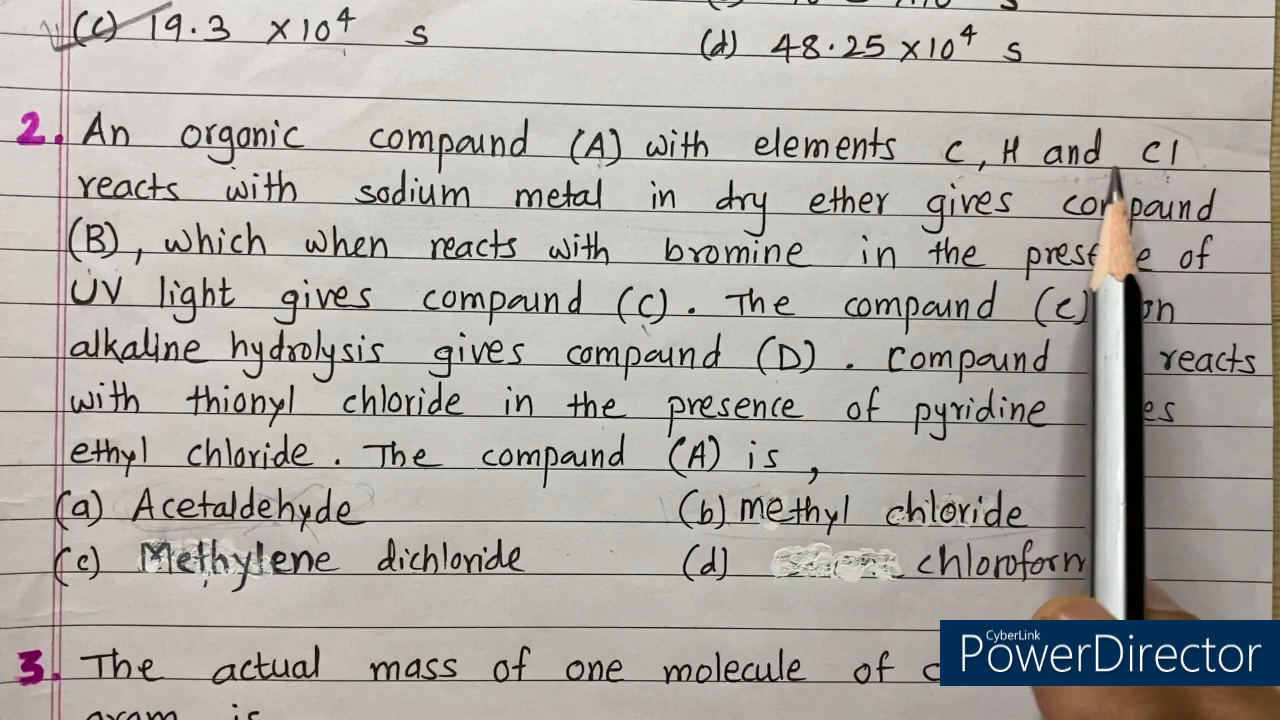 (c) 19.3 ×10⁴ s
(d) 48.25 ×10⁴ s
2. An organic compound (A) with elements C, H and Cl
reacts with sodium metal in dry ether gives compound
(B), which when reacts with bromine in the of
UV light gives compound (C). The compound (C) on
alkaline hydrolysis gives compound (D). Compound reacts
with thionyl chloride in the presence of pyridine
ethyl chloride. The compound (A) is,
(a) Acetaldehyde (b) methyl chloride
(c) Methylene dichloride (d) chloroform
3. The actual mass of one molecule of
is
CyberLink
PowerDirector